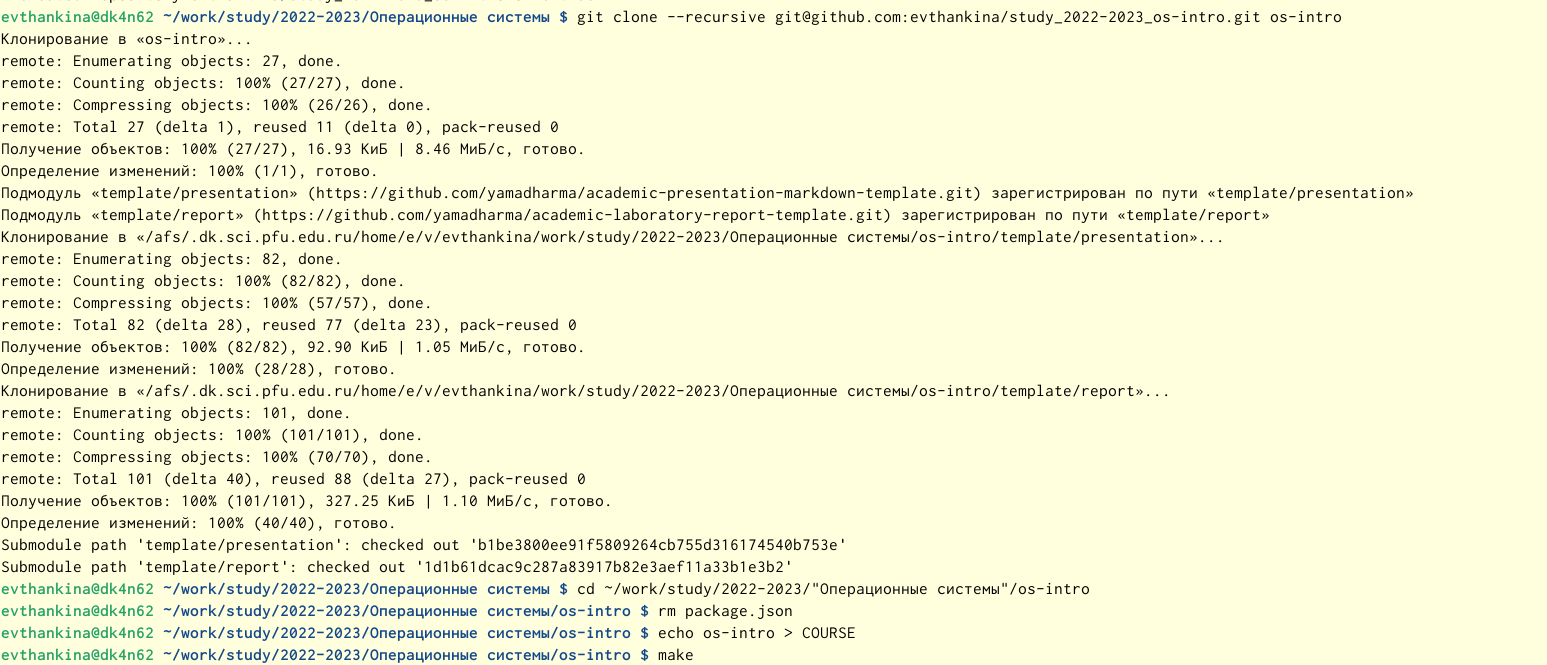 evthankina@dk4n62 ~/work/study/2022-2023/Операционные системы $ git clone --recursive git@github.com:evthankina/study_2022-2023_os-intro.git os-intro
Клонирование в «os-intro»...
remote: Enumerating objects: 27, done.
remote: Counting objects: 100% (27/27), done.
remote: Compressing objects: 100% (26/26), done.
remote: Total 27 (delta 1), reused 11 (delta 0), pack-reused 0
Получение объектов: 100% (27/27), 16.93 КиБ | 8.46 МиБ/с, готово.
Определение изменений: 100% (1/1), готово.
Подмодуль «template/presentation» (https://github.com/yamadharma/academic-presentation-markdown-template.git) зарегистрирован по пути «template/presentation»
Подмодуль «template/report» (https://github.com/yamadharma/academic-laboratory-report-template.git) зарегистрирован по пути «template/report»
Клонирование в «/afs/.dk.sci.pfu.edu.ru/home/e/v/evthankina/work/study/2022-2023/Операционные системы/os-intro/template/presentation»...
remote: Enumerating objects: 82, done.
remote: Counting objects: 100% (82/82), done.
remote: Compressing objects: 100% (57/57), done.
remote: Total 82 (delta 28), reused 77 (delta 23), pack-reused 0
Получение объектов: 100% (82/82), 92.90 КиБ | 1.05 МиБ/с, готово.
Определение изменений: 100% (28/28), готово.
Клонирование в «/afs/.dk.sci.pfu.edu.ru/home/e/v/evthankina/work/study/2022-2023/Операционные системы/os-intro/template/report»...
remote: Enumerating objects: 101, done.
remote: Counting objects: 100% (101/101), done.
remote: Compressing objects: 100% (70/70), done.
remote: Total 101 (delta 40), reused 88 (delta 27), pack-reused 0
Получение объектов: 100% (101/101), 327.25 КиБ | 1.10 МиБ/с, готово.
Определение изменений: 100% (40/40), готово.
Submodule path 'template/presentation': checked out 'b1be3800ee91f5809264cb755d316174540b753e'
Submodule path 'template/report': checked out '1d1b61dcac9c287a83917b82e3aef11a33b1e3b2'
evthankina@dk4n62 ~/work/study/2022-2023/Операционные системы $ cd ~/work/study/2022-2023/"Операционные системы"/os-intro
evthankina@dk4n62 ~/work/study/2022-2023/Операционные системы/os-intro $ rm package.json
evthankina@dk4n62 ~/work/study/2022-2023/Операционные системы/os-intro $ echo os-intro > COURSE
evthankina@dk4n62 ~/work/study/2022-2023/Операционные системы/os-intro $ make